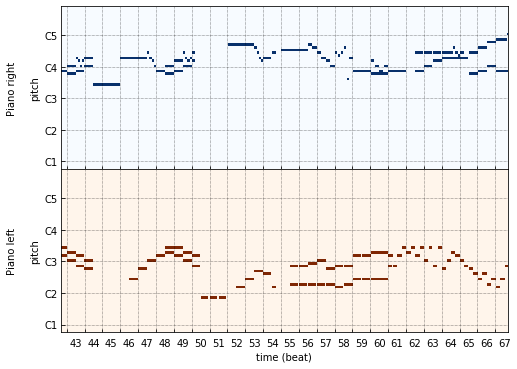 Piano right
pitch
C5
C4
C3
C2
C1
Piano left
pitch
C5
C4
C3
C2
C1
43 44 45 46 47 48 49 50 51 52 53 54 55 56 57 58 59 60 61 62 63 64 65 66 67
time (beat)